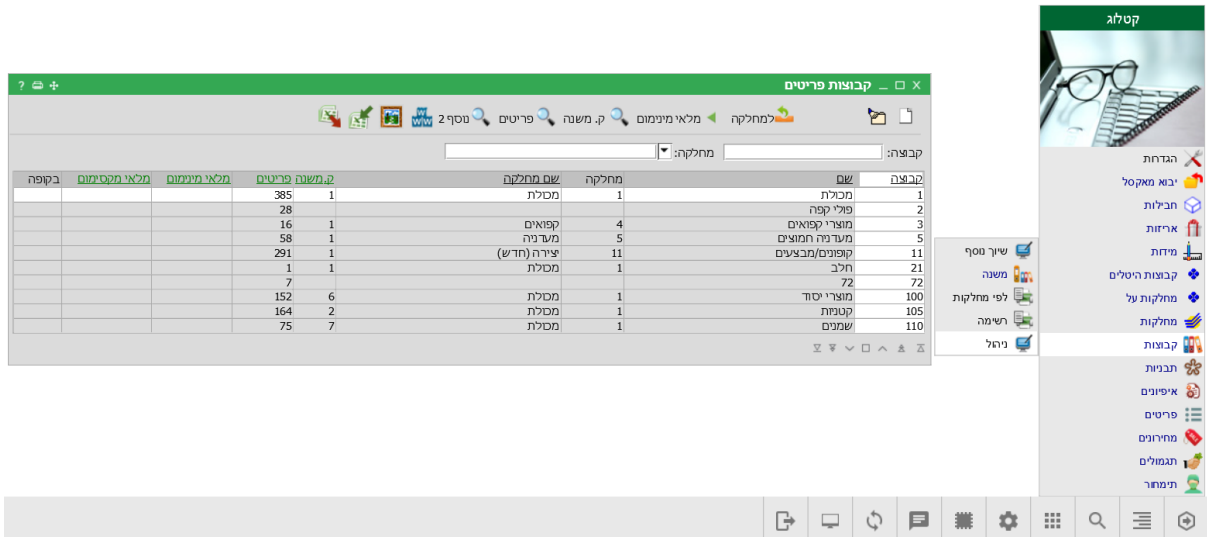 קטלוג
קבוצות פריטים
למחלקה מלאי מינימום ק. משנה פריטים נוסף 2
קבוצה: מחלקה:
קבוצה שם מחלקה שם מחלקה ק.משנה פריטים מלאי מינימום מלאי מקסימום בקופה
1 מכולת 1 מכולת 1 385
2 פולי קפה 28
3 מוצרי קפואים 4 קפואים 1 16
5 מעדניה חמוצים 5 מעדניה 1 58
11 קופונים/מבצעים 11 יצירה (חדש) 1 291
21 חלב 1 מכולת 1 1
72 72 7
100 מוצרי יסוד 1 מכולת 6 152
105 קטניות 1 מכולת 2 164
110 שמנים 1 מכולת 7 75
שיוך נוסף
משנה
לפי מחלקות
רשימה
ניהול
הגדרות
יבוא מאקסל
חבילות
אריזות
מידות
קבוצות היטלים
מחלקות על
מחלקות
קבוצות
תבניות
איפיונים
פריטים
מחירונים
תגמולים
תימחור